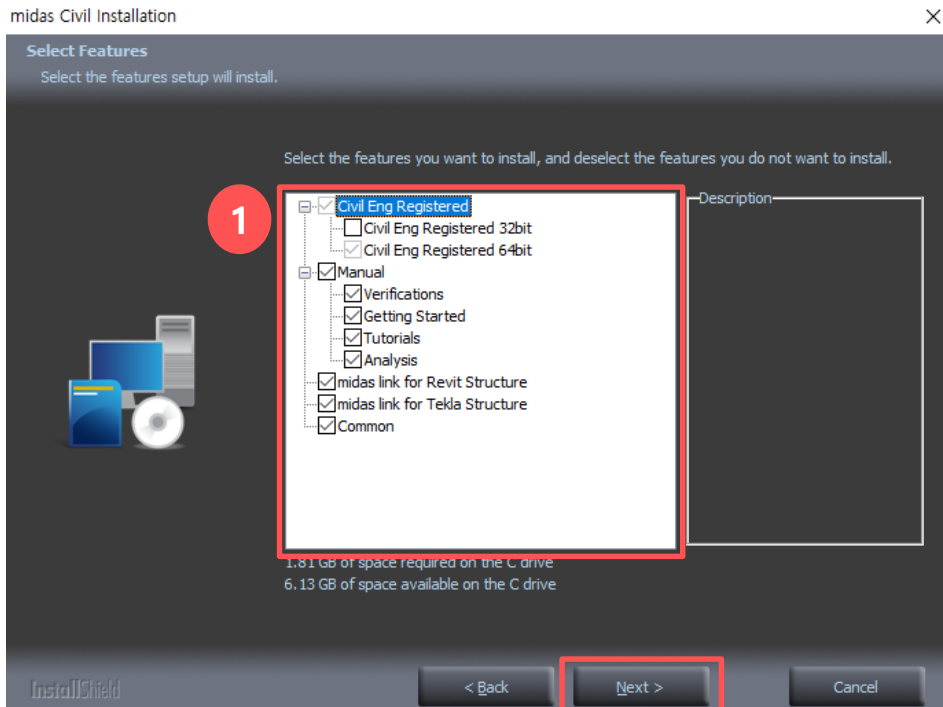 midas Civil Installation
Select Features
Select the features setup will install.
Select the features you want to install, and deselect the features you do not want to install.
1
Civil Eng Registered
Civil Eng Registered 32bit
Civil Eng Registered 64bit
Manual
Verifications
Getting Started
Tutorials
Analysis
midas link for Revit Structure
midas link for Tekla Structure
Common
Description
1.81 GB of space required on the C drive
6.13 GB of space available on the C drive
InstallShield
< Back
Next >
Cancel